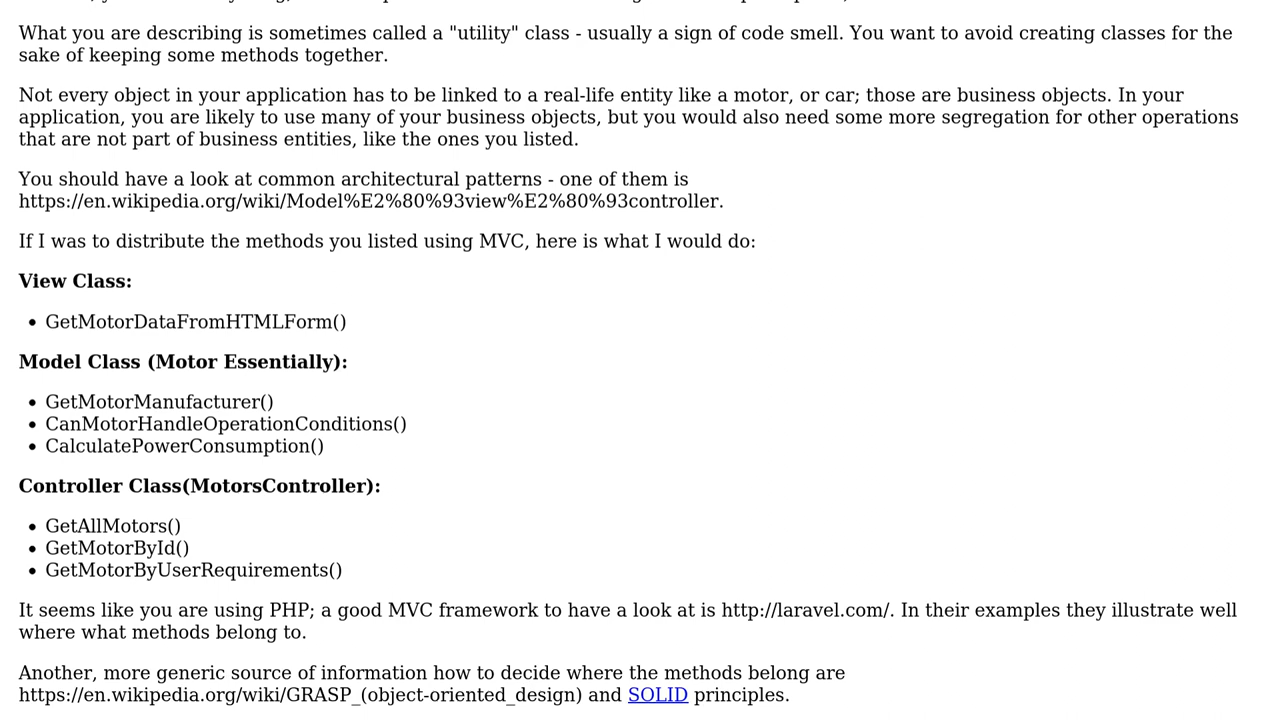 What you are describing is sometimes called a "utility" class - usually a sign of code smell. You want to avoid creating classes for the
sake of keeping some methods together.
Not every object in your application has to be linked to a real-life entity like a motor, or car; those are business objects. In your
application, you are likely to use many of your business objects, but you would also need some more segregation for other operations
that are not part of business entities, like the ones you listed.
You should have a look at common architectural patterns - one of them is
https://en.wikipedia.org/wiki/Model%E2%80%93view%E2%80%93controller.
If I was to distribute the methods you listed using MVC, here is what I would do:
View Class:
• GetMotorDataFromHTMLForm()
Model Class (Motor Essentially):
• GetMotorManufacturer()
• CanMotorHandleOperationConditions()
• CalculatePowerConsumption()
Controller Class(MotorsController):
• GetAllMotors()
• GetMotorById()
• GetMotorByUserRequirements()
It seems like you are using PHP; a good MVC framework to have a look at is http://laravel.com/. In their examples they illustrate well
where what methods belong to.
Another, more generic source of information how to decide where the methods belong are
https://en.wikipedia.org/wiki/GRASP_(object-oriented_design) and SOLID principles.